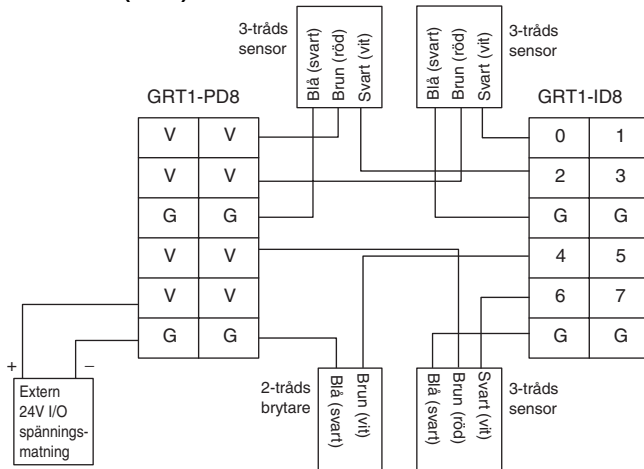 3-tråds
sensor
Blå (svart)
Brun (röd)
Svart (vit)
Blå (svart)
Brun (röd)
Svart (vit)
3-tråds
sensor
GRT1-PD8
V V
V V
G G
V V
V V
G G
GRT1-ID8
0 1
2 3
G G
4 5
6 7
G G
+ –
Extern
24V I/O
spännings-
matning
2-tråds
brytare
Blå (svart)
Brun (vit)
Blå (svart)
Brun (röd)
Svart (vit)
3-tråds
sensor